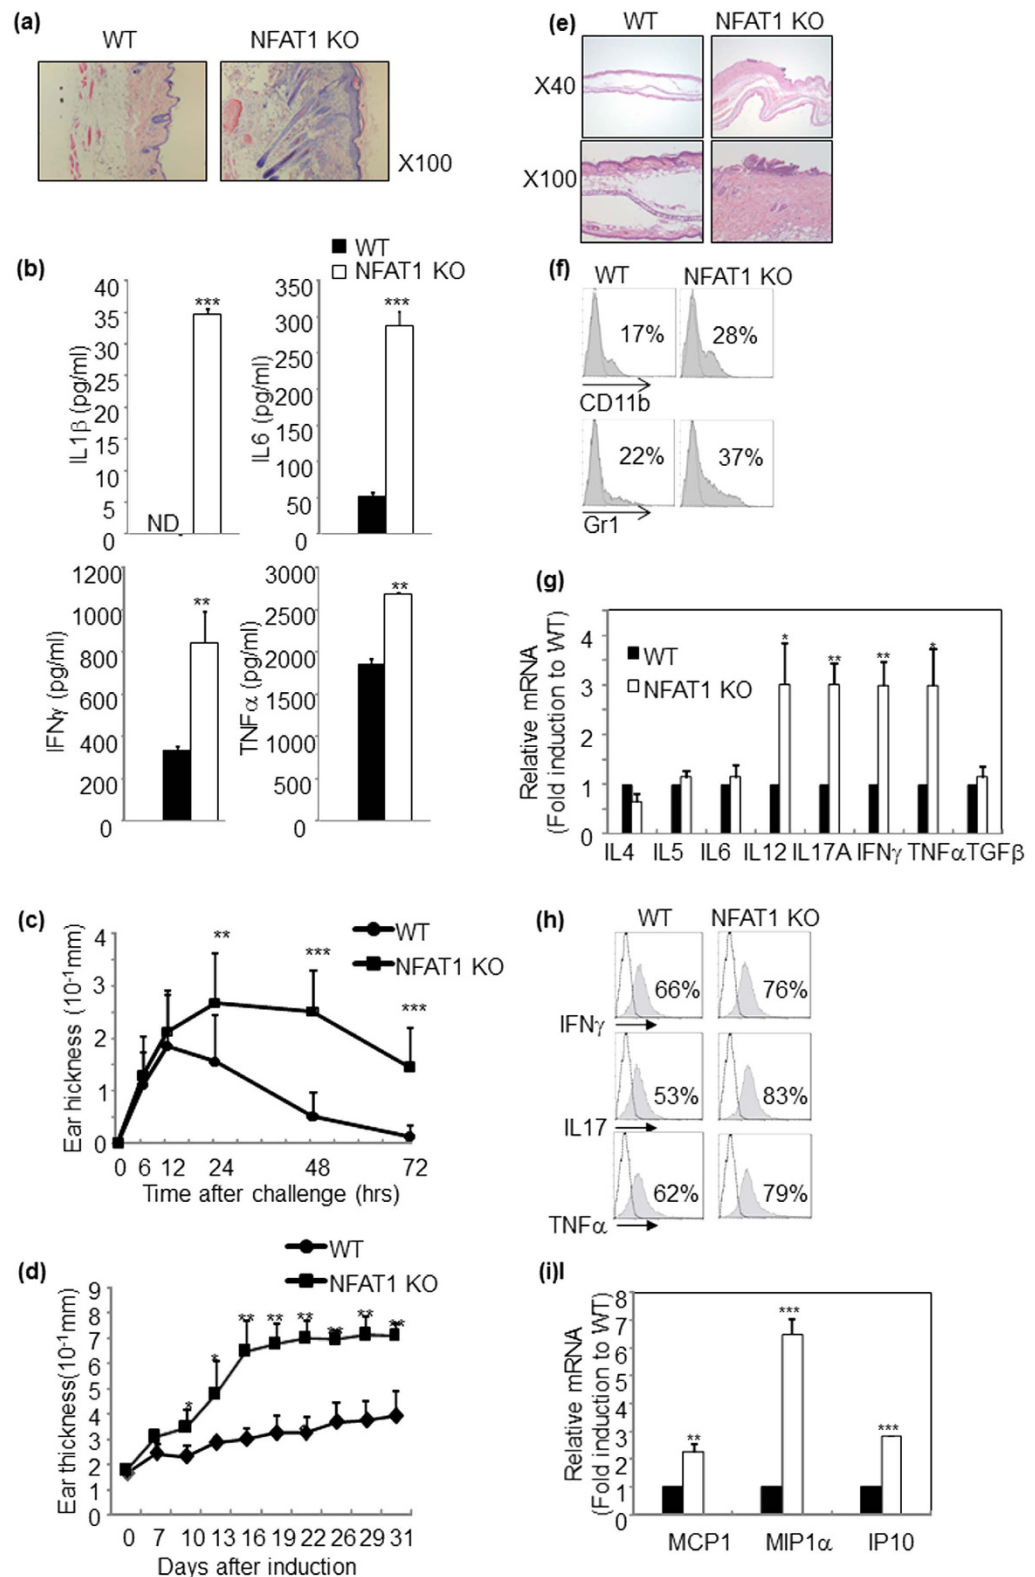 (a)
WT
NFAT1 KO
X100
(b)
WT
NFAT1 KO
IL1β (pg/ml)
40
35
30
25
20
15
10
5
0
ND
***
IL6 (pg/ml)
350
300
250
200
150
100
50
0
***
IFNγ (pg/ml)
1200
1000
800
600
400
200
0
**
TNFα (pg/ml)
3000
2500
2000
1500
1000
500
0
**
(c)
WT
NFAT1 KO
Ear hickness (10⁻¹mm)
4
3
2
1
0
**
***
***
0 6 12 24 48 72
Time after challenge (hrs)
(d)
WT
NFAT1 KO
Ear thickness(10⁻¹mm)
9
8
7
6
5
4
3
2
1
0
* * ** ** ** ** ** **
0 7 10 13 16 19 22 26 29 31
Days after induction
(e)
WT
NFAT1 KO
X40
X100
(f)
WT
NFAT1 KO
17%
28%
CD11b
22%
37%
Gr1
(g)
Relative mRNA
(Fold induction to WT)
4
3
2
1
0
WT
NFAT1 KO
* ** ** *
IL4 IL5 IL6 IL12 IL17A IFNγ TNFα TGFβ
(h)
WT
NFAT1 KO
66%
76%
IFNγ
53%
83%
IL17
62%
79%
TNFα
(i)l
Relative mRNA
(Fold induction to WT)
8
7
6
5
4
3
2
1
0
** *** ***
MCP1 MIP1α IP10